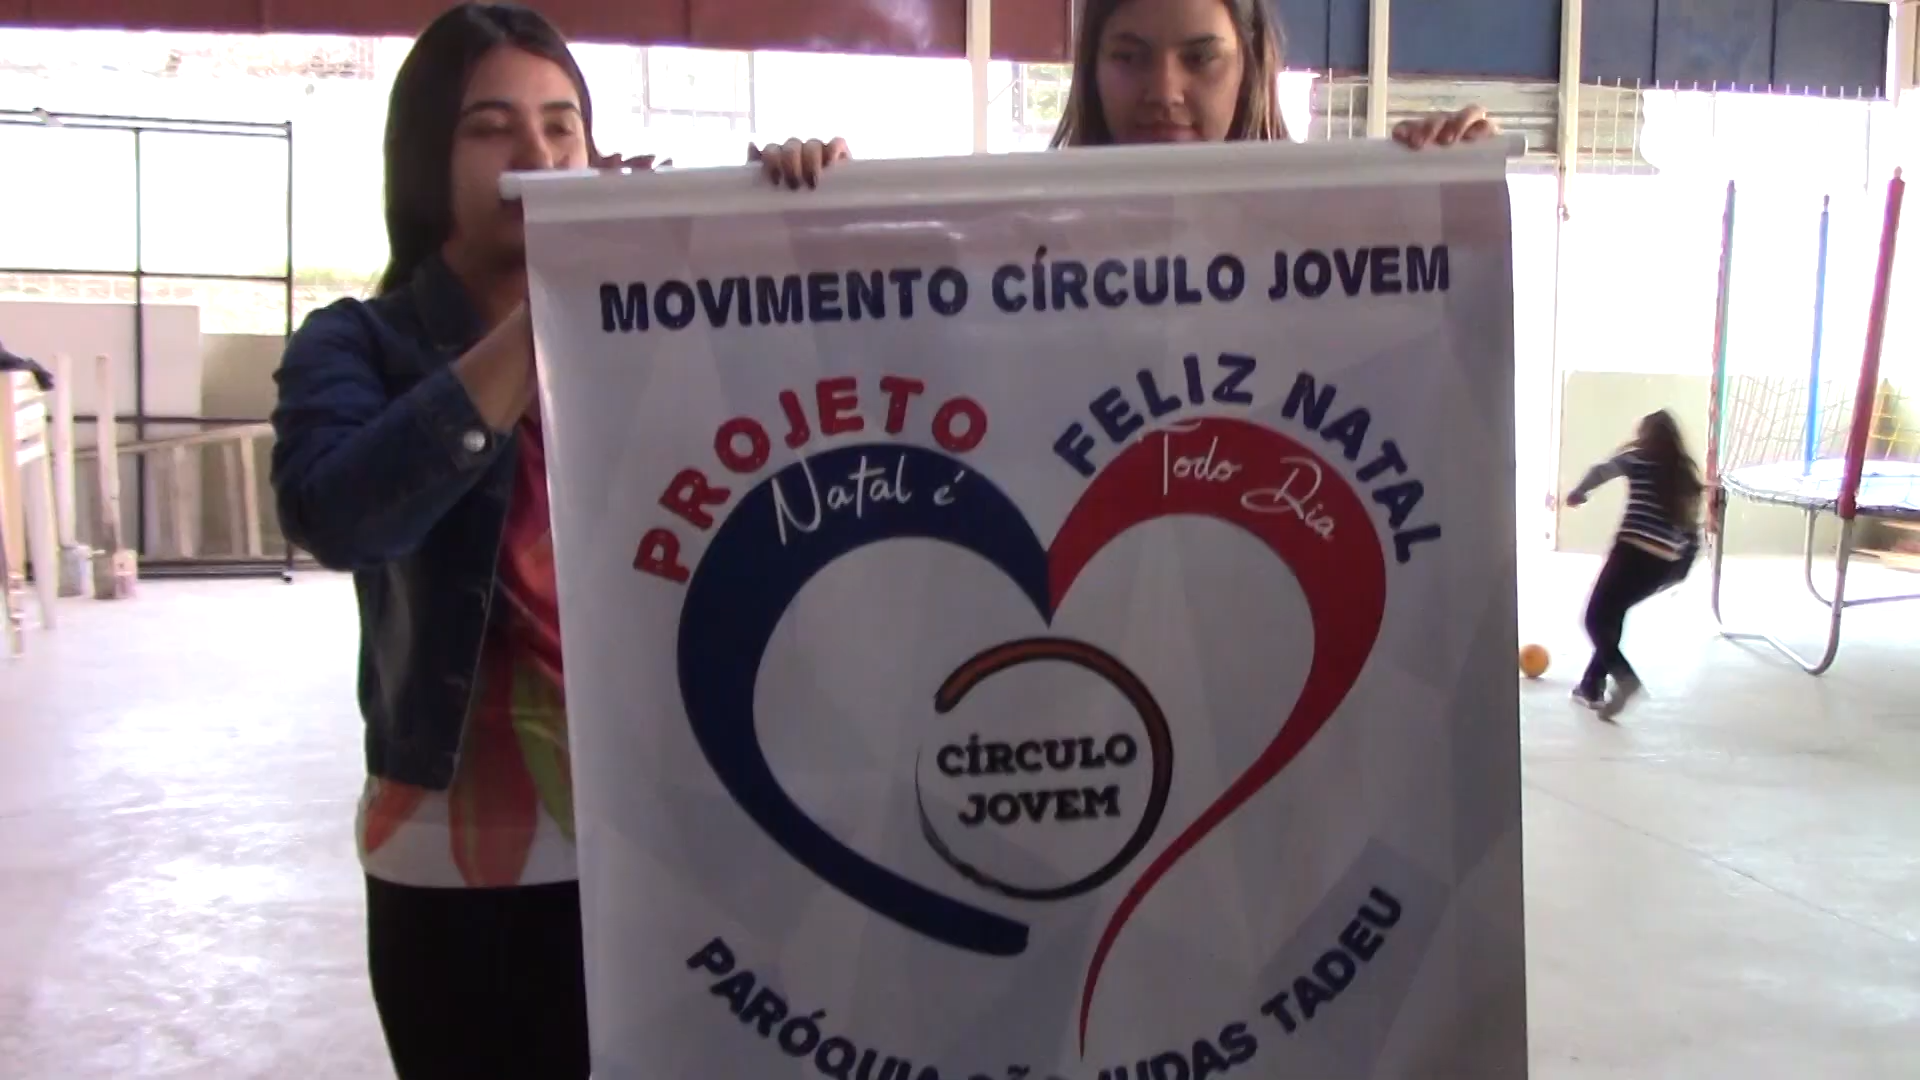 MOVIMENTO CÍRCULO JOVEM
PROJETO FELIZ NATAL
Natal é Todo Dia
CÍRCULO
JOVEM
PARÓQUIA SÃO JUDAS TADEU